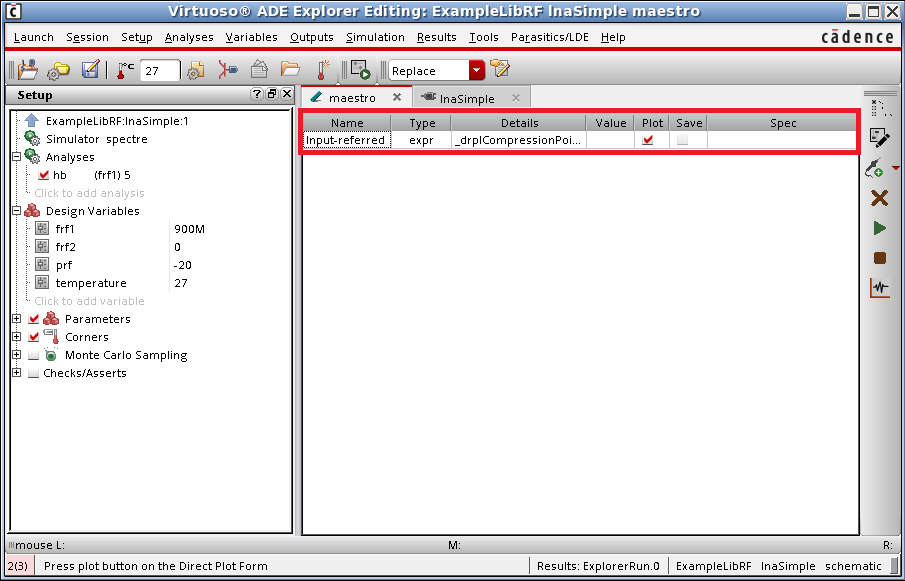 Virtuoso® ADE Explorer Editing: ExampleLibRF lnaSimple maestro
Launch Session Setup Analyses Variables Outputs Simulation Results Tools Parasitics/LDE Help cādence
27 Replace
Setup
maestro
lnaSimple
Name Type Details Value Plot Save Spec
Input-referred expr _drplCompressionPoi...
ExampleLibRF:lnaSimple:1
Simulator spectre
Analyses
hb (frf1) 5
Click to add analysis
Design Variables
frf1 900M
frf2 0
prf -20
temperature 27
Click to add variable
Parameters
Corners
Monte Carlo Sampling
Checks/Asserts
mouse L: M: R:
2(3) Press plot button on the Direct Plot Form Results: ExplorerRun.0 ExampleLibRF lnaSimple schematic